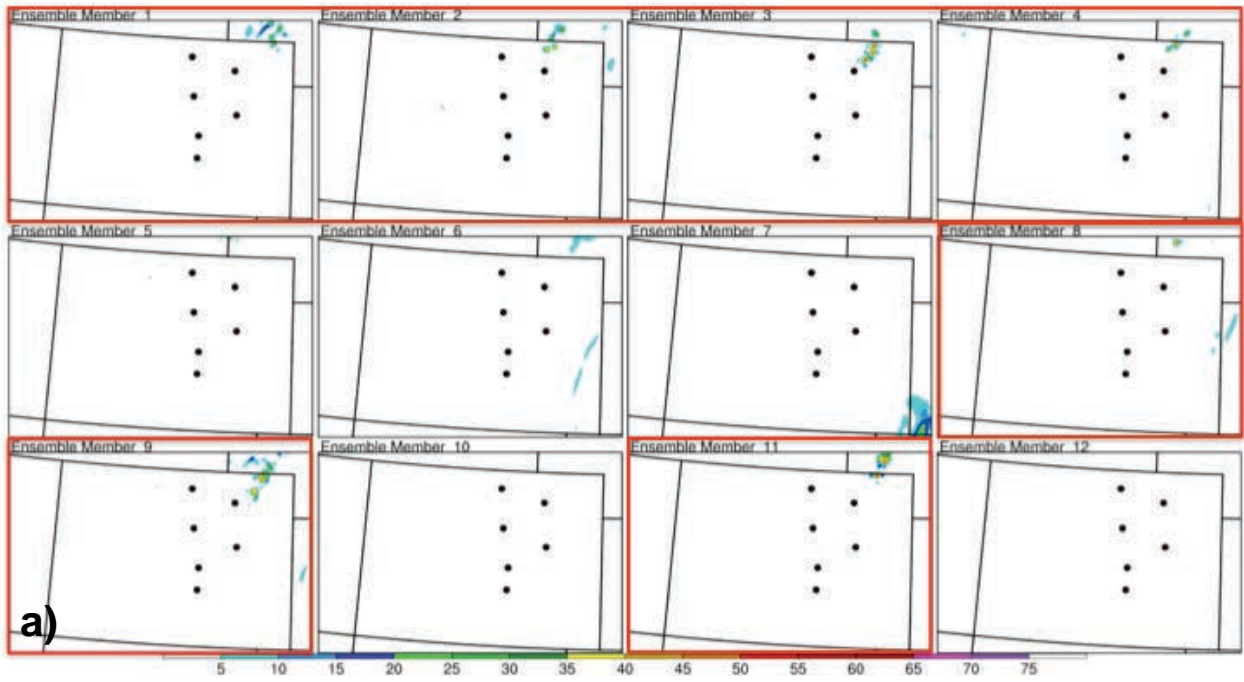 Ensemble Member 1
Ensemble Member 2
Ensemble Member 3
Ensemble Member 4
Ensemble Member 5
Ensemble Member 6
Ensemble Member 7
Ensemble Member 8
Ensemble Member 9
Ensemble Member 10
Ensemble Member 11
Ensemble Member 12
a)
5 10 15 20 25 30 35 40 45 50 55 60 65 70 75